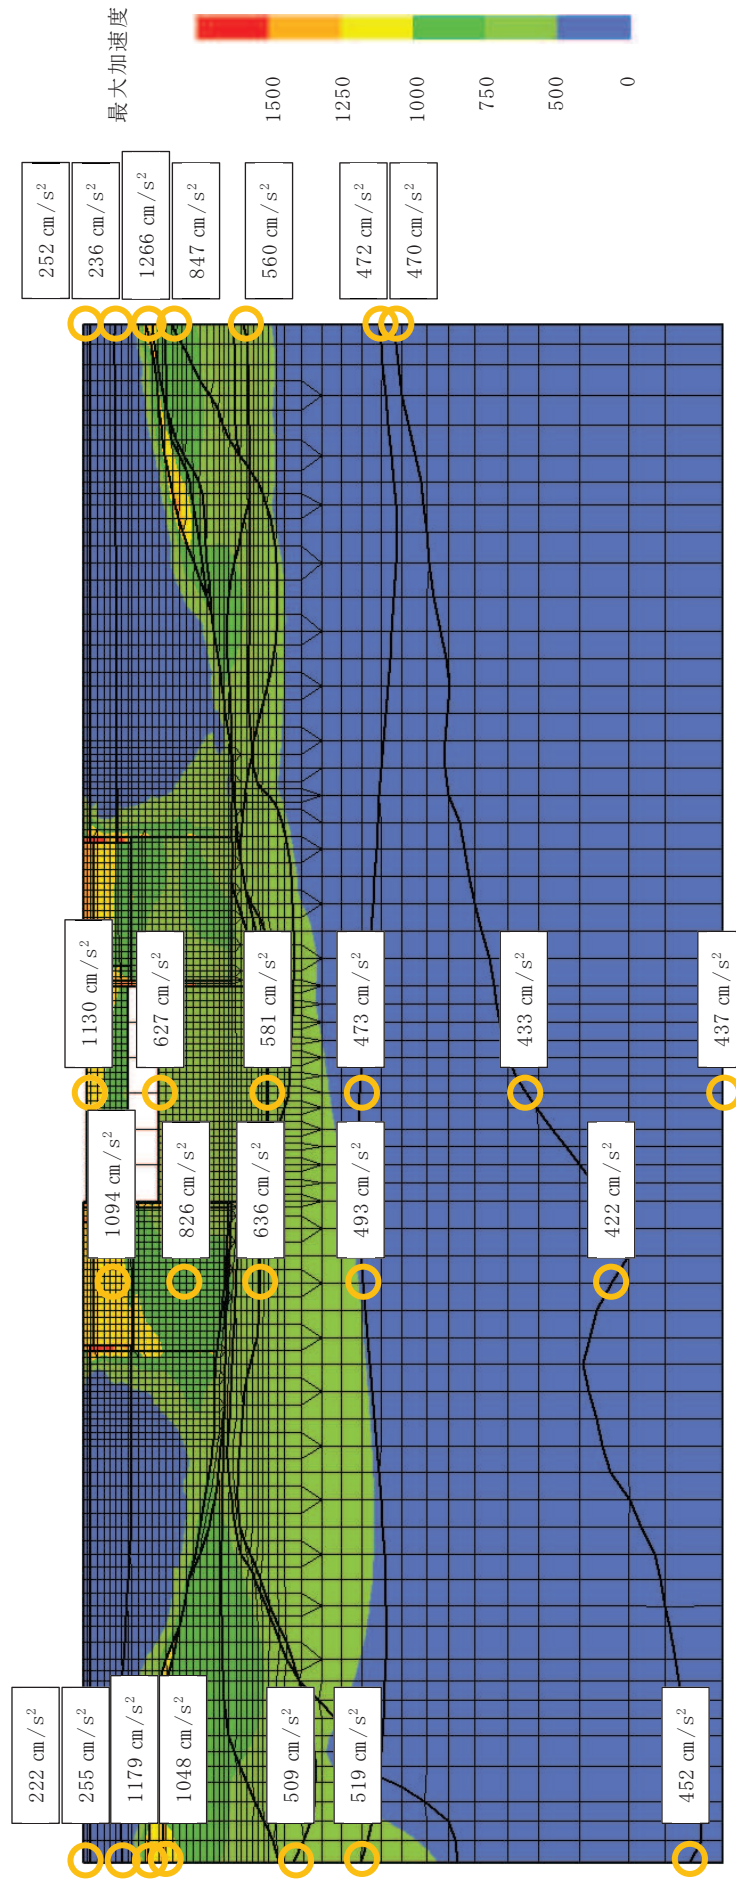 最大加速度
1500
1250
1000
750
500
0
252 cm/s²
236 cm/s²
1266 cm/s²
847 cm/s²
560 cm/s²
472 cm/s²
470 cm/s²
1130 cm/s²
627 cm/s²
581 cm/s²
473 cm/s²
433 cm/s²
437 cm/s²
1094 cm/s²
826 cm/s²
636 cm/s²
493 cm/s²
422 cm/s²
222 cm/s²
255 cm/s²
1179 cm/s²
1048 cm/s²
509 cm/s²
519 cm/s²
452 cm/s²